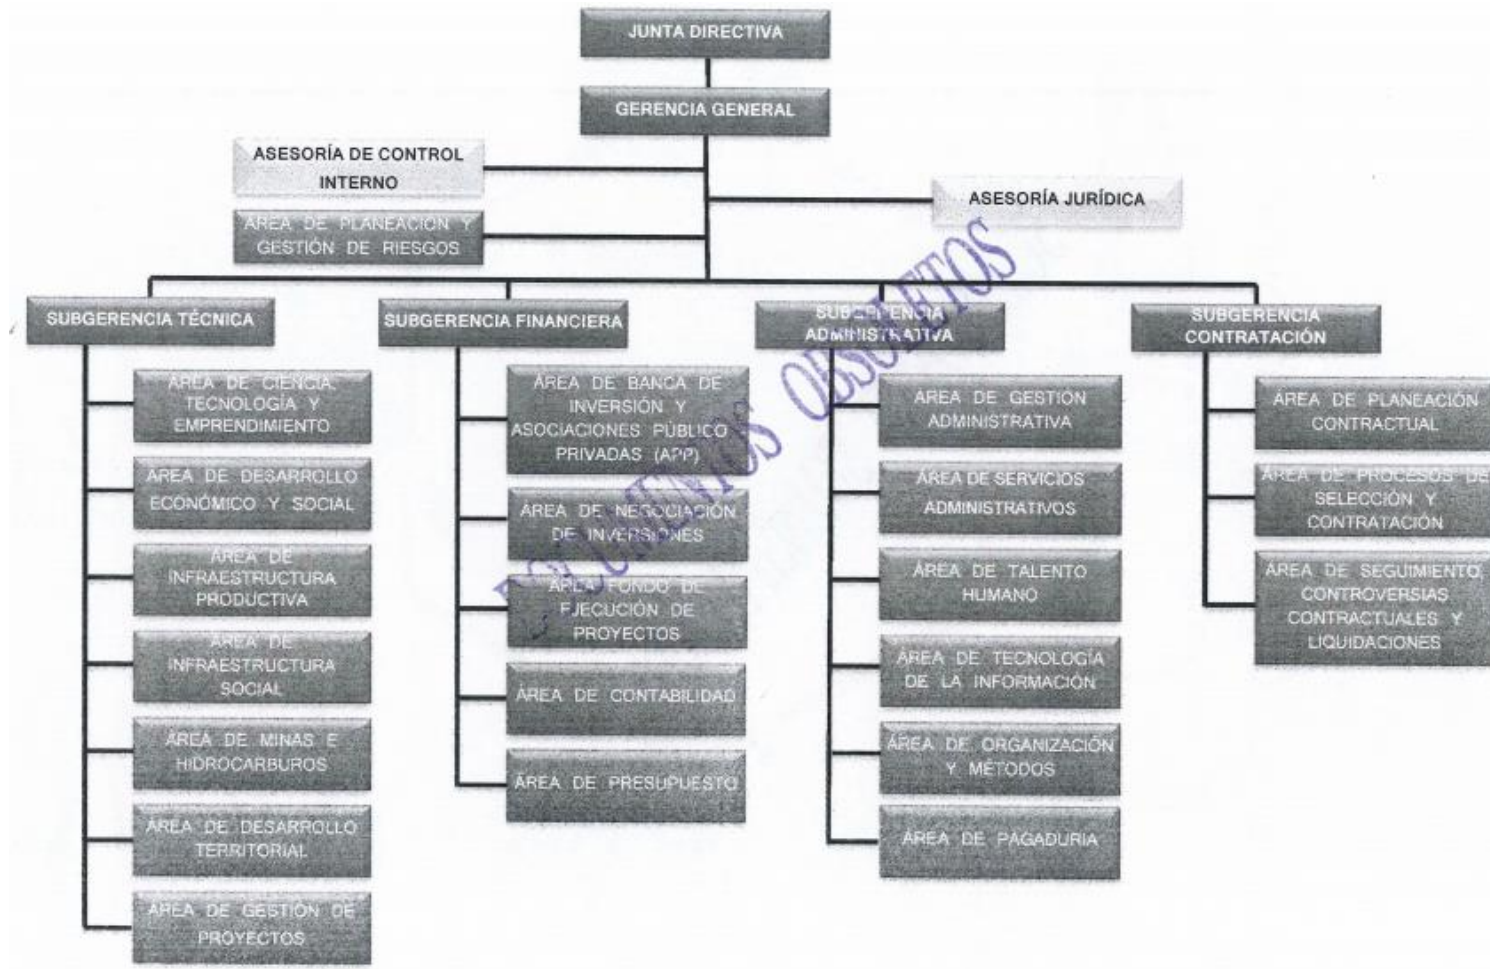 JUNTA DIRECTIVA
GERENCIA GENERAL
ASESORÍA DE CONTROL
INTERNO
ASESORÍA JURÍDICA
ÁREA DE PLANEACIÓN Y
GESTIÓN DE RIESGOS
SUBGERENCIA TÉCNICA
ÁREA DE CIENCIA,
TECNOLOGÍA Y
EMPRENDIMIENTO
ÁREA DE DESARROLLO
ECONÓMICO Y SOCIAL
ÁREA DE
INFRAESTRUCTURA
PRODUCTIVA
ÁREA DE
INFRAESTRUCTURA
SOCIAL
ÁREA DE MINAS E
HIDROCARBUROS
ÁREA DE DESARROLLO
TERRITORIAL
ÁREA DE GESTIÓN DE
PROYECTOS
SUBGERENCIA FINANCIERA
ÁREA DE BANCA DE
INVERSIÓN Y
ASOCIACIONES PÚBLICO
PRIVADAS (APP)
ÁREA DE NEGOCIACIÓN
DE INVERSIONES
ÁREA FONDO DE
EJECUCIÓN DE
PROYECTOS
ÁREA DE CONTABILIDAD
ÁREA DE PRESUPUESTO
SUBGERENCIA
ADMINISTRATIVA
ÁREA DE GESTIÓN
ADMINISTRATIVA
ÁREA DE SERVICIOS
ADMINISTRATIVOS
ÁREA DE TALENTO
HUMANO
ÁREA DE TECNOLOGÍA
DE LA INFORMACIÓN
ÁREA DE ORGANIZACIÓN
Y MÉTODOS
ÁREA DE PAGADURIA
SUBGERENCIA
CONTRATACIÓN
ÁREA DE PLANEACIÓN
CONTRACTUAL
ÁREA DE PROCESOS DE
SELECCIÓN Y
CONTRATACIÓN
ÁREA DE SEGUIMIENTO,
CONTROVERSIAS
CONTRACTUALES Y
LIQUIDACIONES
DOCUMENTOS OBSOLETOS